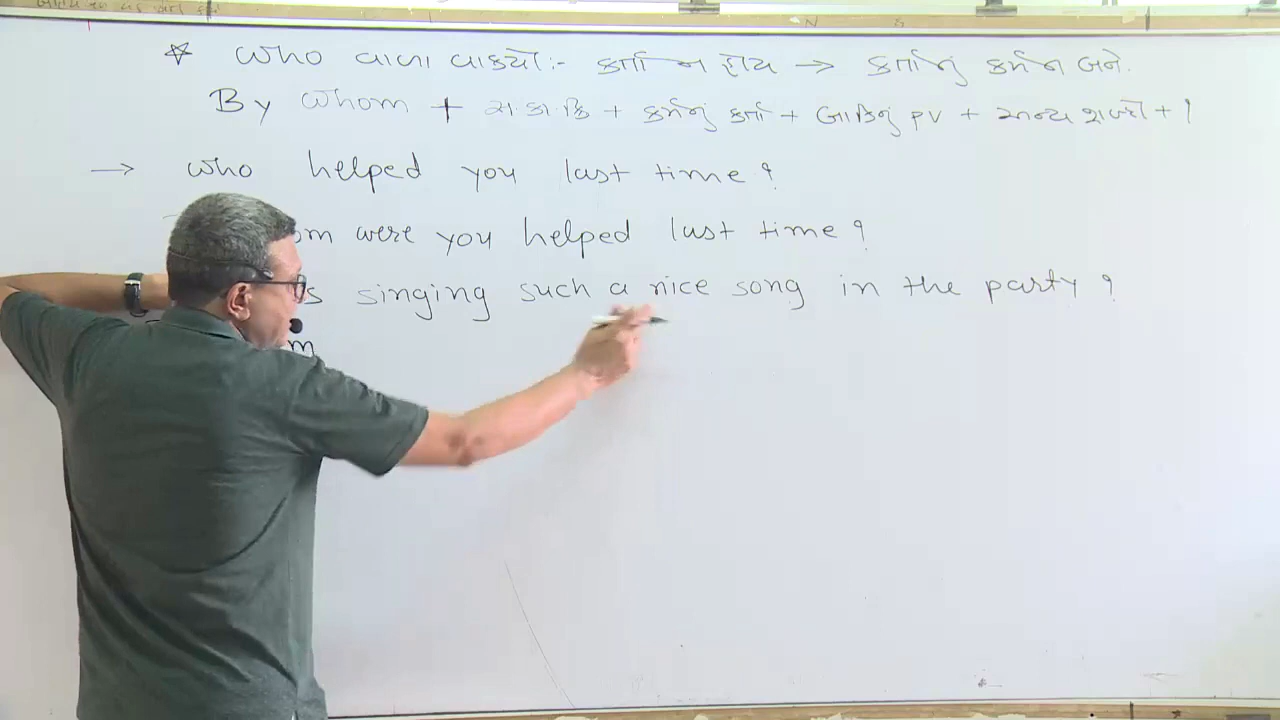 ☆ Who વાળા વાકયો:- કર્તા ન હોય → કર્તાનું કર્મ ન બને.
By whom + સ.કા.ક્રિ + કર્મનું કર્તા + બાકીનું PV + અન્ય શબ્દો + ?
→ Who helped you last time?
om were you helped last time?
s singing such a nice song in the party?
m